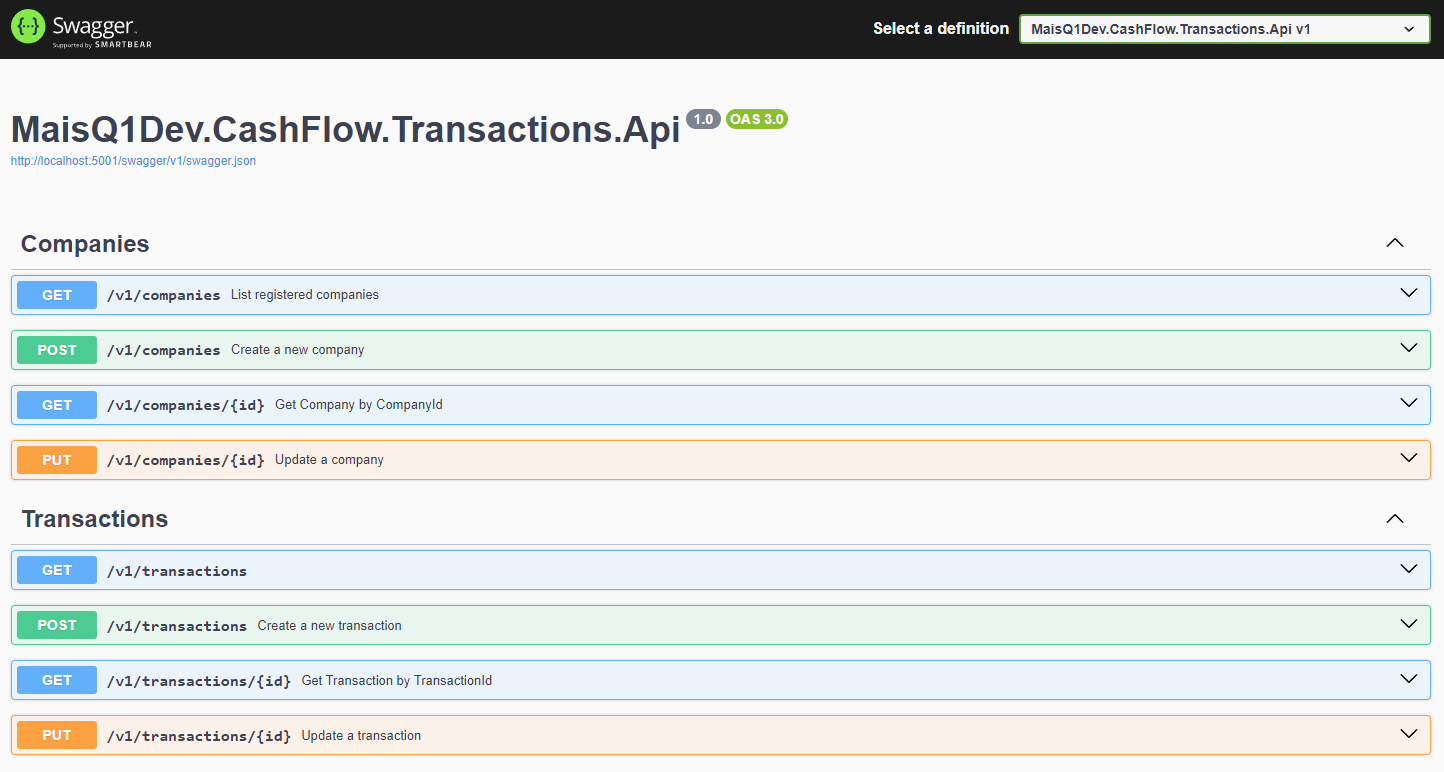 {··} Swagger.
Supported by SMARTBEAR
Select a definition
MaisQ1Dev.CashFlow.Transactions.Api v1
MaisQ1Dev.CashFlow.Transactions.Api 1.0 OAS 3.0
http://localhost:5001/swagger/v1/swagger.json
Companies
GET /v1/companies List registered companies
POST /v1/companies Create a new company
GET /v1/companies/{id} Get Company by CompanyId
PUT /v1/companies/{id} Update a company
Transactions
GET /v1/transactions
POST /v1/transactions Create a new transaction
GET /v1/transactions/{id} Get Transaction by TransactionId
PUT /v1/transactions/{id} Update a transaction